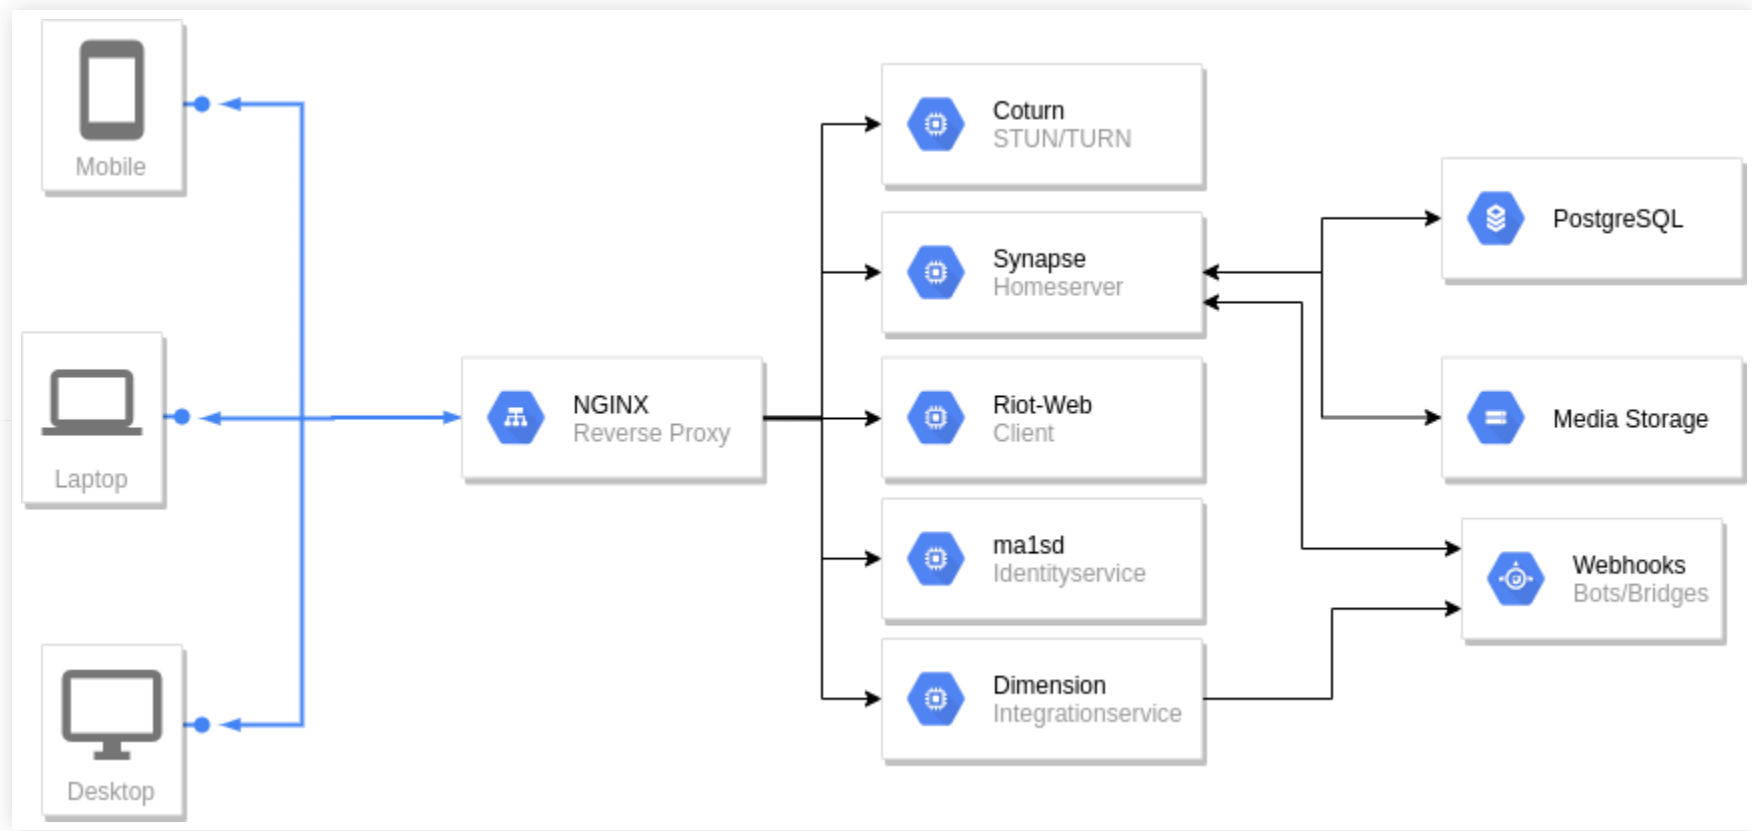 Mobile
Laptop
Desktop
NGINX
Reverse Proxy
Coturn
STUN/TURN
Synapse
Homeserver
Riot-Web
Client
ma1sd
Identityservice
Dimension
Integrationservice
PostgreSQL
Media Storage
Webhooks
Bots/Bridges